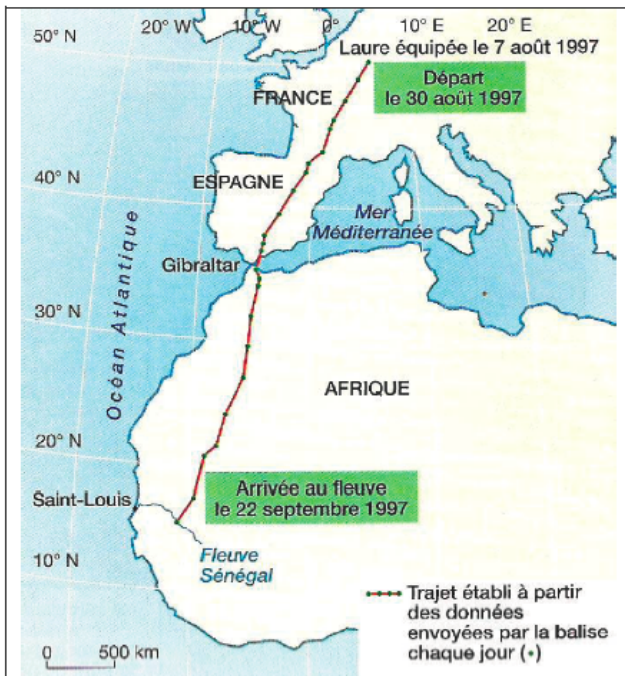 20° W
10° W
0°
10° E
20° E
50° N
Laure équipée le 7 août 1997
Départ
le 30 août 1997
FRANCE
40° N
ESPAGNE
Mer
Méditerranée
Gibraltar
Océan Atlantique
30° N
AFRIQUE
20° N
Saint-Louis
Arrivée au fleuve
le 22 septembre 1997
Fleuve
Sénégal
10° N
Trajet établi à partir
des données
envoyées par la balise
chaque jour (•)
0 500 km